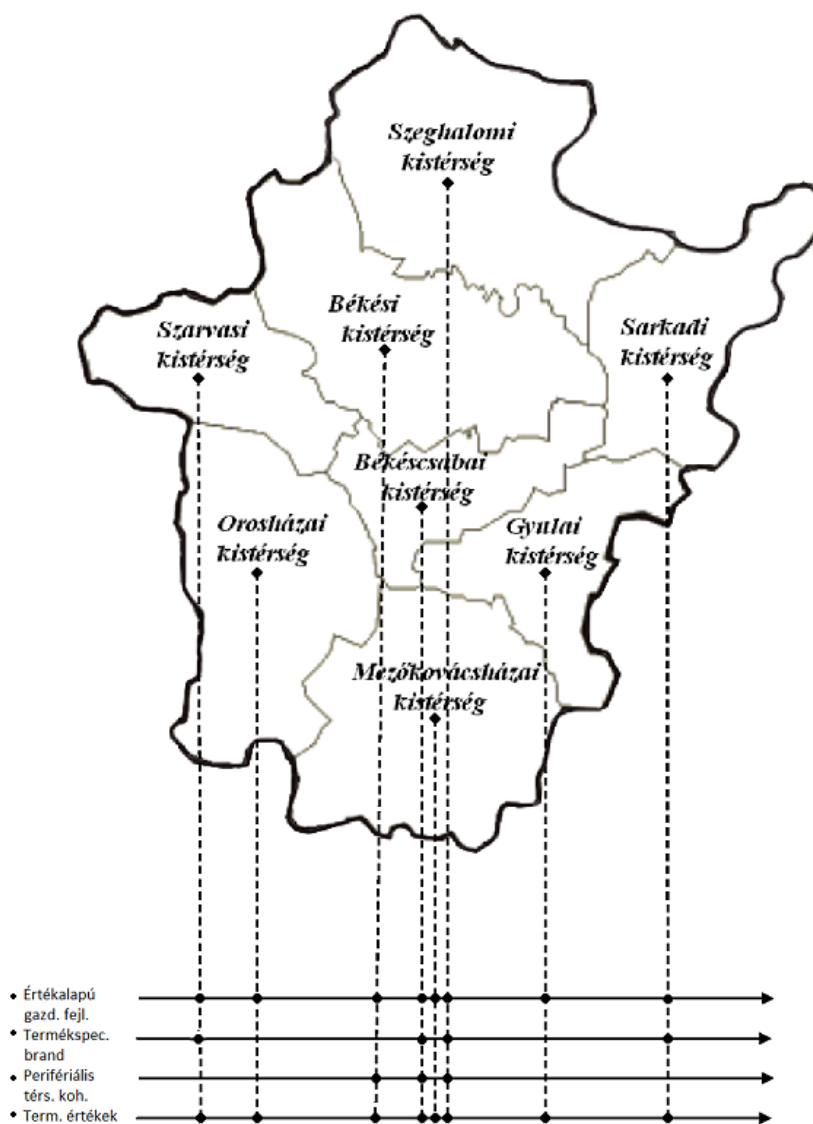 Szeghalomi
kistérség
Békési
kistérség
Szarvasi
kistérség
Sarkadi
kistérség
Békéscsabai
kistérség
Orosházai
kistérség
Gyulai
kistérség
Mezőkovácsházai
kistérség
• Értékalapú
gazd. fejl.
• Termékspec.
brand
• Perifériális
térs. koh.
• Term. értékek